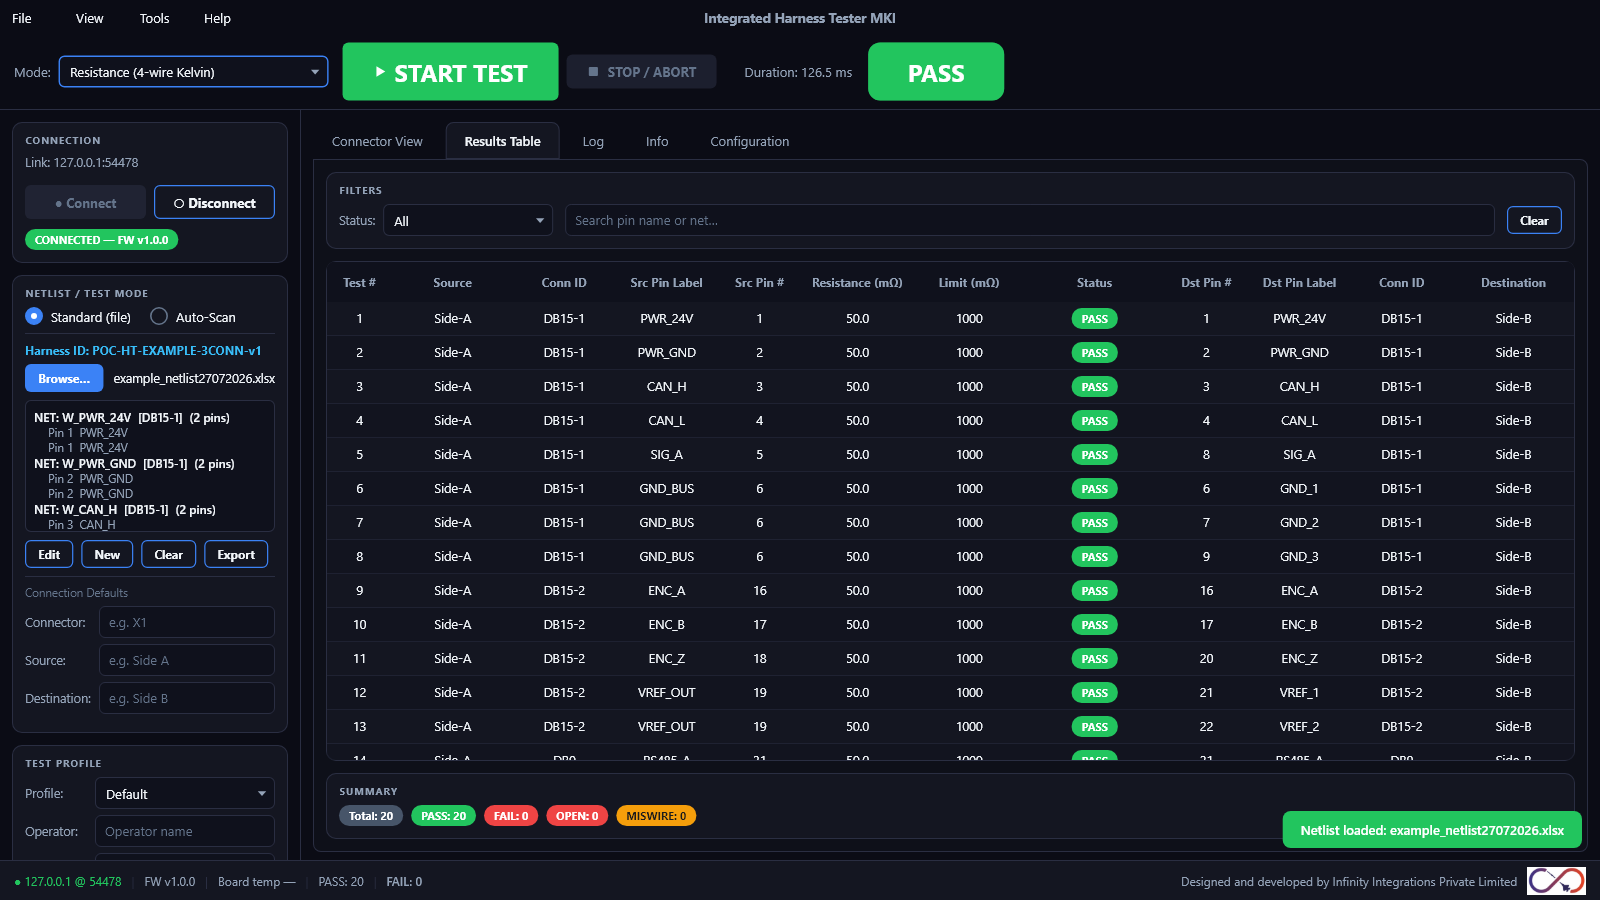 File View Tools Help
Integrated Harness Tester MKI
Mode: Resistance (4-wire Kelvin)
START TEST
STOP / ABORT
Duration: 126.5 ms
PASS
CONNECTION
Link: 127.0.0.1:54478
Connect
Disconnect
CONNECTED — FW v1.0.0
NETLIST / TEST MODE
Standard (file) Auto-Scan
Harness ID: POC-HT-EXAMPLE-3CONN-v1
Browse... example_netlist27072026.xlsx
NET: W_PWR_24V [DB15-1] (2 pins)
Pin 1 PWR_24V
Pin 1 PWR_24V
NET: W_PWR_GND [DB15-1] (2 pins)
Pin 2 PWR_GND
Pin 2 PWR_GND
NET: W_CAN_H [DB15-1] (2 pins)
Pin 3 CAN_H
Edit New Clear Export
Connection Defaults
Connector: e.g. X1
Source: e.g. Side A
Destination: e.g. Side B
TEST PROFILE
Profile: Default
Operator: Operator name
Connector View Results Table Log Info Configuration
FILTERS
Status: All Search pin name or net... Clear
Test # Source Conn ID Src Pin Label Src Pin # Resistance (mΩ) Limit (mΩ) Status Dst Pin # Dst Pin Label Conn ID Destination
1 Side-A DB15-1 PWR_24V 1 50.0 1000 PASS 1 PWR_24V DB15-1 Side-B
2 Side-A DB15-1 PWR_GND 2 50.0 1000 PASS 2 PWR_GND DB15-1 Side-B
3 Side-A DB15-1 CAN_H 3 50.0 1000 PASS 3 CAN_H DB15-1 Side-B
4 Side-A DB15-1 CAN_L 4 50.0 1000 PASS 4 CAN_L DB15-1 Side-B
5 Side-A DB15-1 SIG_A 5 50.0 1000 PASS 8 SIG_A DB15-1 Side-B
6 Side-A DB15-1 GND_BUS 6 50.0 1000 PASS 6 GND_1 DB15-1 Side-B
7 Side-A DB15-1 GND_BUS 6 50.0 1000 PASS 7 GND_2 DB15-1 Side-B
8 Side-A DB15-1 GND_BUS 6 50.0 1000 PASS 9 GND_3 DB15-1 Side-B
9 Side-A DB15-2 ENC_A 16 50.0 1000 PASS 16 ENC_A DB15-2 Side-B
10 Side-A DB15-2 ENC_B 17 50.0 1000 PASS 17 ENC_B DB15-2 Side-B
11 Side-A DB15-2 ENC_Z 18 50.0 1000 PASS 20 ENC_Z DB15-2 Side-B
12 Side-A DB15-2 VREF_OUT 19 50.0 1000 PASS 21 VREF_1 DB15-2 Side-B
13 Side-A DB15-2 VREF_OUT 19 50.0 1000 PASS 22 VREF_2 DB15-2 Side-B
14 Side-A DB9 RS485_A 31 50.0 1000 PASS 31 RS485_A DB9 Side-B
SUMMARY
Total: 20 PASS: 20 FAIL: 0 OPEN: 0 MISWIRE: 0
Netlist loaded: example_netlist27072026.xlsx
127.0.0.1 @ 54478 FW v1.0.0 Board temp — PASS: 20 FAIL: 0
Designed and developed by Infinity Integrations Private Limited